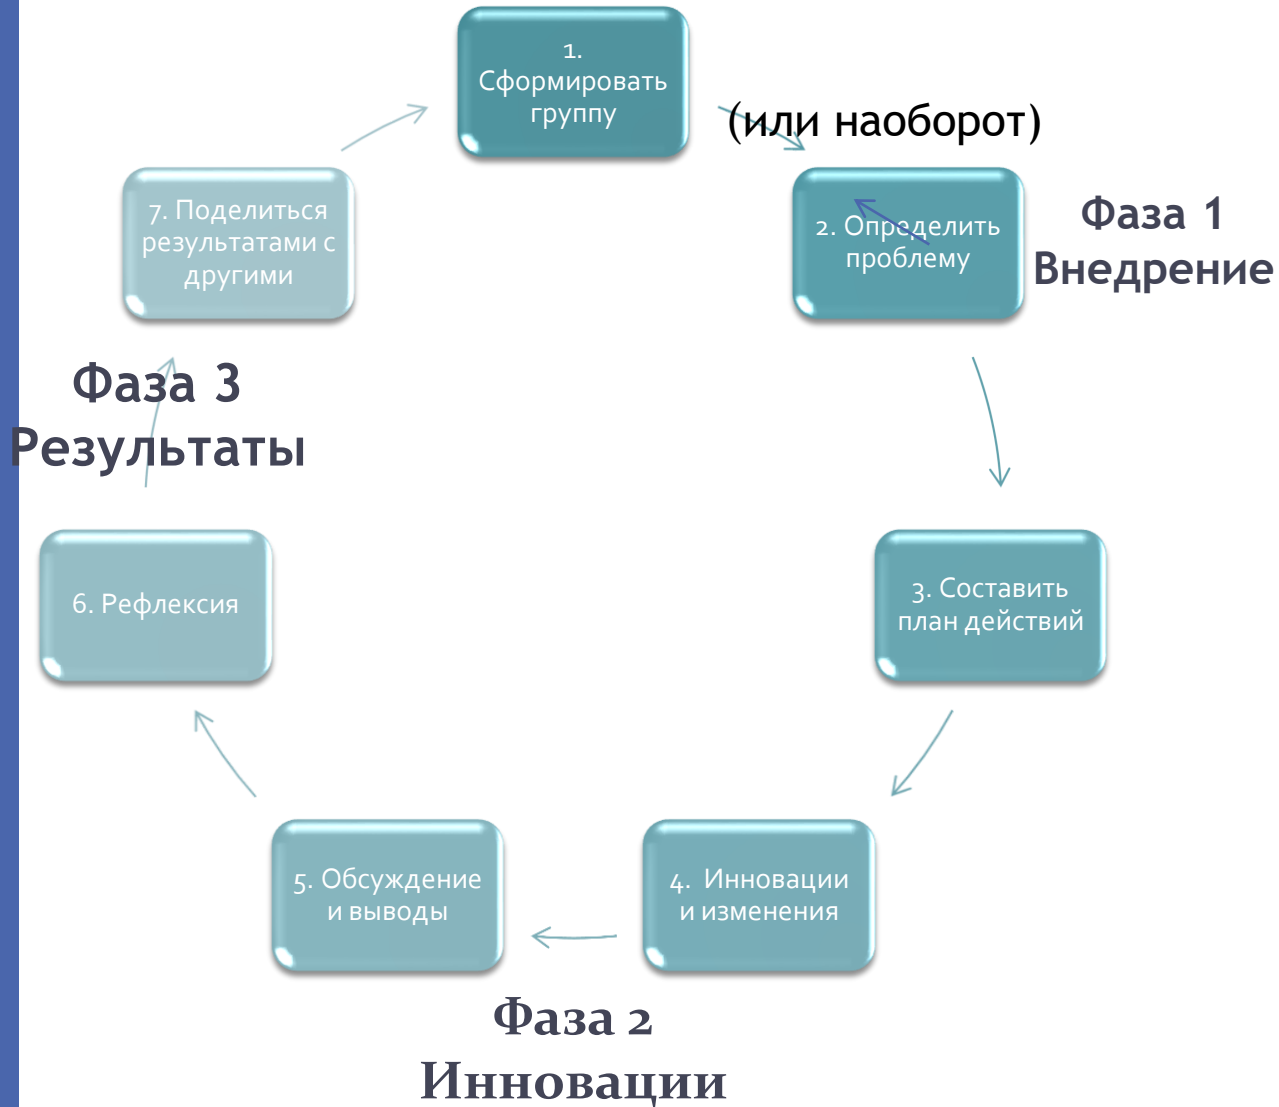 1.
Сформировать
группу
(или наоборот)
2. Определить
проблему
Фаза 1
Внедрение
3. Составить
план действий
4. Инновации
и изменения
5. Обсуждение
и выводы
Фаза 2
Инновации
6. Рефлексия
Фаза 3
Результаты
7. Поделиться
результатами с
другими